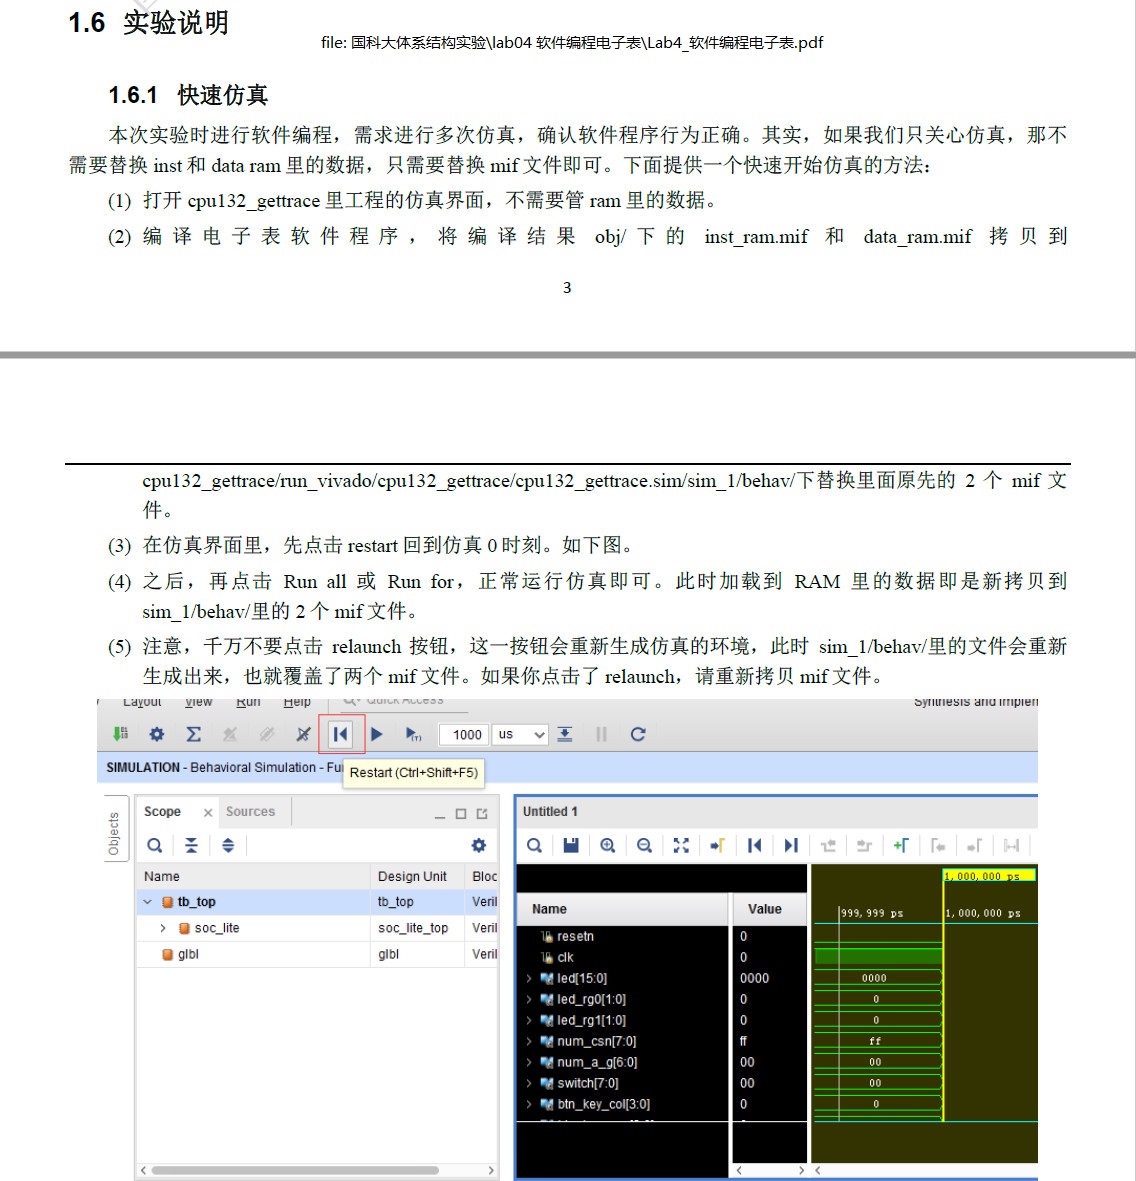 1.6 实验说明
file: 国科大体系结构实验\lab04 软件编程电子表\Lab4_软件编程电子表.pdf
1.6.1 快速仿真
本次实验时进行软件编程，需求进行多次仿真，确认软件程序行为正确。其实，如果我们只关心仿真，那不
需要替换 inst 和 data ram 里的数据，只需要替换 mif 文件即可。下面提供一个快速开始仿真的方法：
(1) 打开 cpu132_gettrace 里工程的仿真界面，不需要管 ram 里的数据。
(2) 编译电子表软件程序，将编译结果 obj/下的 inst_ram.mif 和 data_ram.mif 拷贝到
3
cpu132_gettrace/run_vivado/cpu132_gettrace/cpu132_gettrace.sim/sim_1/behav/下替换里面原先的 2 个 mif 文
件。
(3) 在仿真界面里，先点击 restart 回到仿真 0 时刻。如下图。
(4) 之后，再点击 Run all 或 Run for，正常运行仿真即可。此时加载到 RAM 里的数据即是新拷贝到
sim_1/behav/里的 2 个 mif 文件。
(5) 注意，千万不要点击 relaunch 按钮，这一按钮会重新生成仿真的环境，此时 sim_1/behav/里的文件会重新
生成出来，也就覆盖了两个 mif 文件。如果你点击了 relaunch，请重新拷贝 mif 文件。
Layout View Run Help Quick Access Synthesis and Implem
1000 us
SIMULATION - Behavioral Simulation - Fu
Restart (Ctrl+Shift+F5)
Objects
Scope Sources
Untitled 1
Name Design Unit Bloc
tb_top tb_top Veril
soc_lite soc_lite_top Veril
glbl glbl Veril
1,000,000 ps
Name Value 999,999 ps 1,000,000 ps
resetn 0
clk 0
led[15:0] 0000 0000
led_rg0[1:0] 0 0
led_rg1[1:0] 0 0
num_csn[7:0] ff ff
num_a_g[6:0] 00 00
switch[7:0] 00 00
btn_key_col[3:0] 0 0